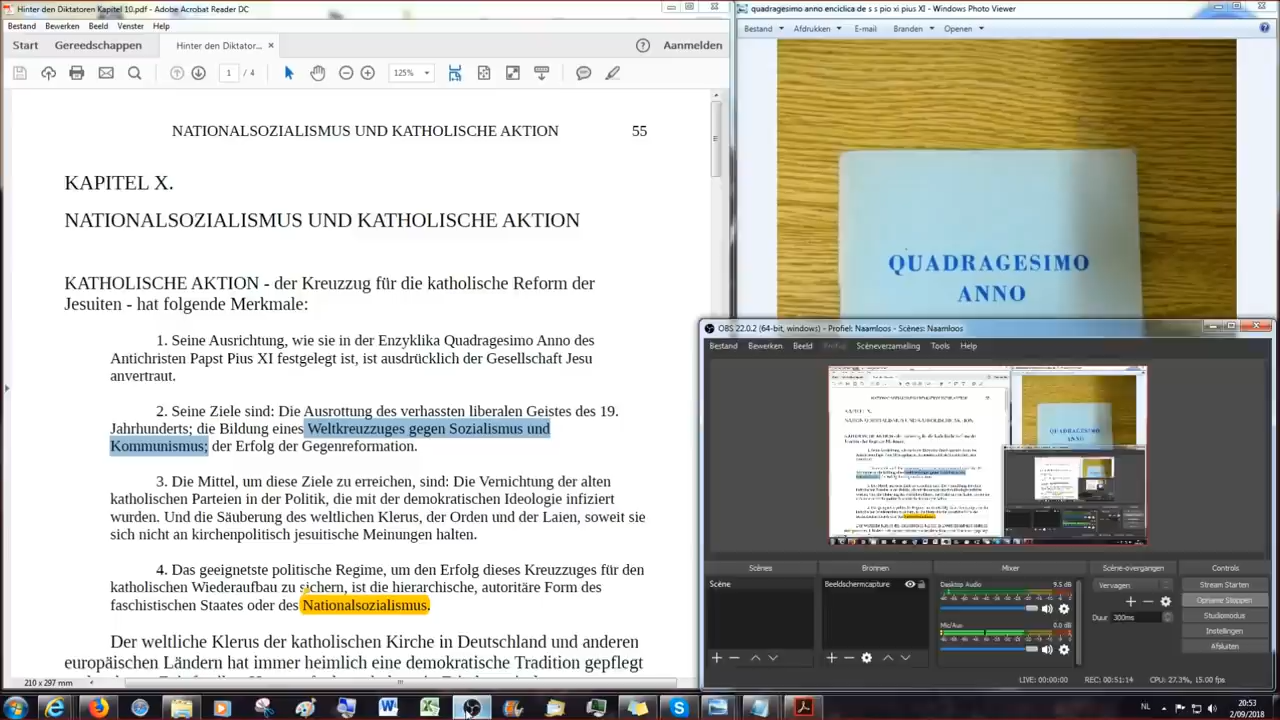 Hinter den Diktatoren Kapitel 10.pdf - Adobe Acrobat Reader DC
Bestand Bewerken Beeld Venster Help
Start Gereedschappen Hinter den Diktator... × Aanmelden
1 / 4 125%
NATIONALSOZIALISMUS UND KATHOLISCHE AKTION 55
KAPITEL X.
NATIONALSOZIALISMUS UND KATHOLISCHE AKTION
KATHOLISCHE AKTION - der Kreuzzug für die katholische Reform der
Jesuiten - hat folgende Merkmale:
1. Seine Ausrichtung, wie sie in der Enzyklika Quadragesimo Anno des
Antichristen Papst Pius XI festgelegt ist, ist ausdrücklich der Gesellschaft Jesu
anvertraut.
2. Seine Ziele sind: die Ausrottung des verhassten liberalen Geistes des 19.
Jahrhunderts; die Führung eines Weltkreuzzuges gegen Sozialismus und
Kommunismus; der Erfolg der Gegenreformation.
3. Die Mittel, um diese Ziele zu erreichen, sind: die Vernichtung der alten
katholischen Parteien, die mit der demokratischen Ideologie infiziert
wurden und die Säuberung des weltlichen Klerus, der Orden und der Laien, soweit sie
sich nicht an die jesuitischen Meinungen halten.
4. Das geeignetste politische Regime, um den Erfolg dieses Kreuzzuges für den
katholischen Wiederaufbau zu sichern, ist die hierarchische, autoritäre Form des
faschistischen Staates oder des Nationalsozialismus.
Der weltliche Klerus der katholischen Kirche in Deutschland und anderen
europäischen Ländern hat immer heimlich eine demokratische Tradition gepflegt
210 x 297 mm
quadragesimo anno enciclica de s s pio xi pius XI - Windows Photo Viewer
Bestand Afdrukken E-mail Branden Openen
QUADRAGESIMO
ANNO
OBS 22.0.2 (64-bit, windows) - Profiel: Naamloos - Scènes: Naamloos
Bestand Bewerken Beeld Profiel Scèneverzameling Tools Help
Scènes Bronnen Mixer Scène-overgangen Controls
Scène
Beeldschermcapture
Desktop Audio 9.5 dB
Mic/Aux 0.0 dB
Vervagen
Duur 300ms
Stream Starten
Opname Stoppen
Studiomodus
Instellingen
Afsluiten
LIVE: 00:00:00 REC: 00:51:14 CPU: 27.3%, 15.00 fps
NL 20:53
2/09/2018